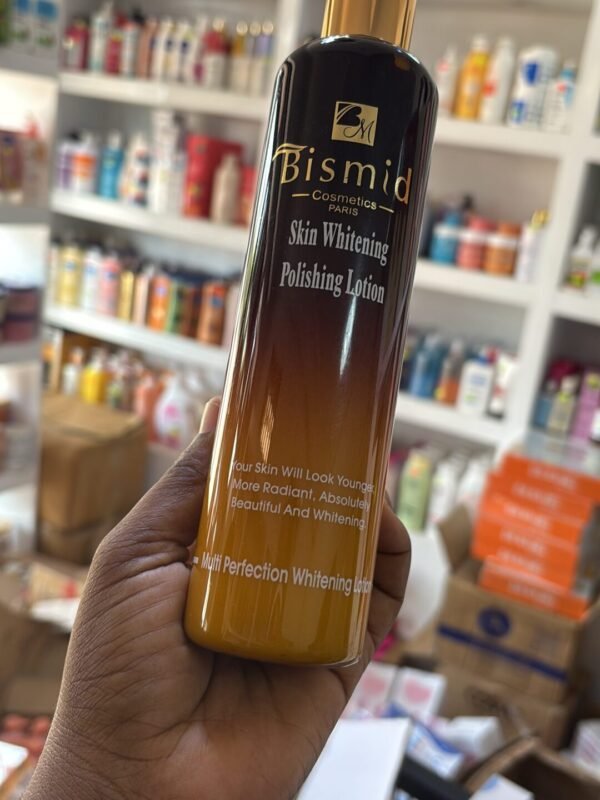 BM
Bismid
Cosmetics
PARIS
Skin Whitening
Polishing Lotion
Your Skin Will Look Younger,
More Radiant, Absolutely
Beautiful And Whitening.
Multi Perfection Whitening Lotion